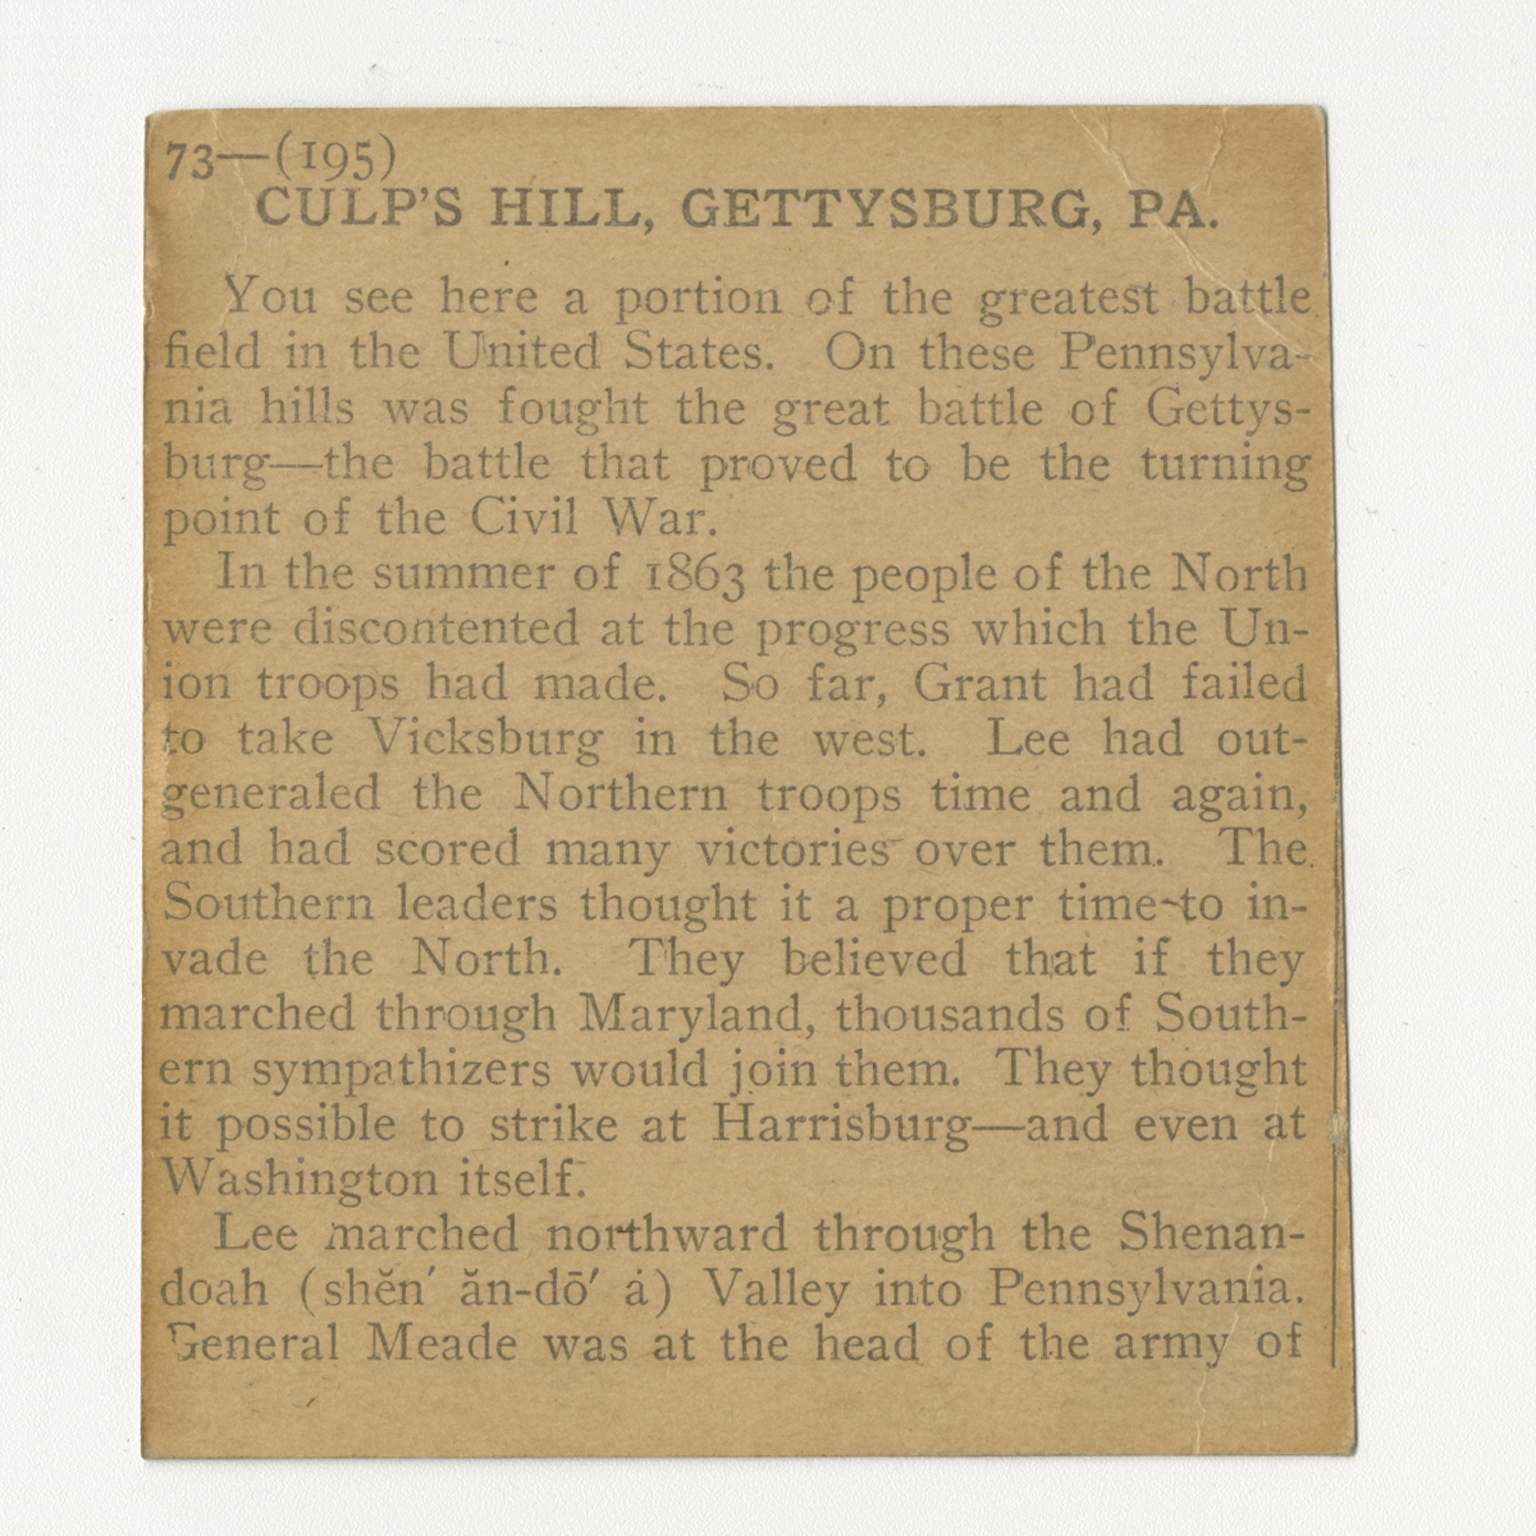 73—(195)
CULP'S HILL, GETTYSBURG, PA.
You see here a portion of the greatest battle
field in the United States. On these Pennsylva-
nia hills was fought the great battle of Gettys-
burg—the battle that proved to be the turning
point of the Civil War.
In the summer of 1863 the people of the North
were discontented at the progress which the Un-
ion troops had made. So far, Grant had failed
to take Vicksburg in the west. Lee had out-
generaled the Northern troops time and again,
and had scored many victories over them. The
Southern leaders thought it a proper time to in-
vade the North. They believed that if they
marched through Maryland, thousands of South-
ern sympathizers would join them. They thought
it possible to strike at Harrisburg—and even at
Washington itself.
Lee marched northward through the Shenan-
doah (shĕn′ ăn-dō′ ȧ) Valley into Pennsylvania.
General Meade was at the head of the army of